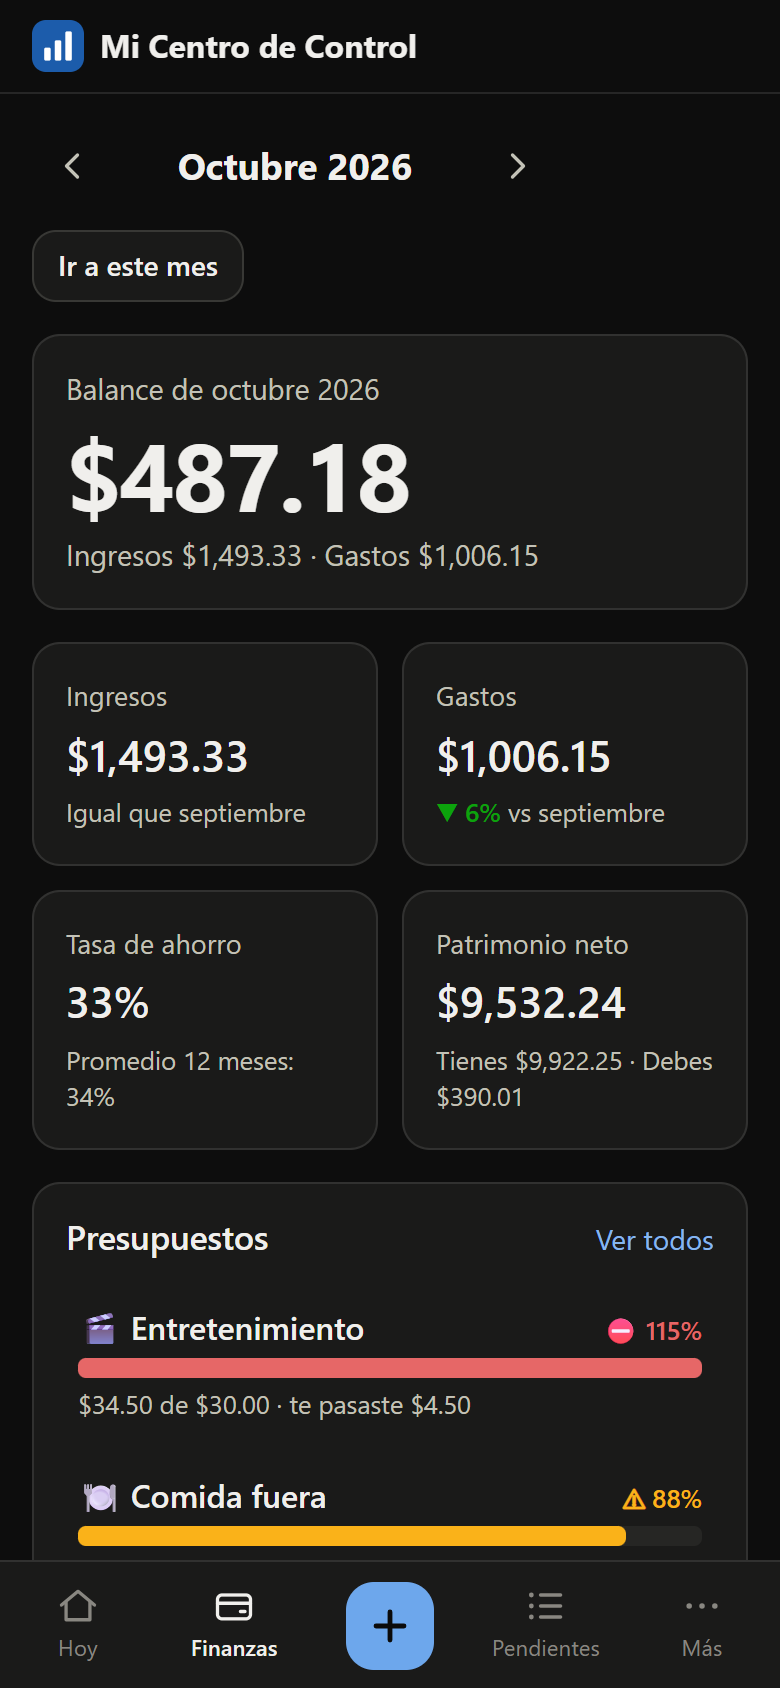 Mi Centro de Control
Octubre 2026
Ir a este mes
Balance de octubre 2026
$487.18
Ingresos $1,493.33 · Gastos $1,006.15
Ingresos
$1,493.33
Igual que septiembre
Gastos
$1,006.15
▼ 6% vs septiembre
Tasa de ahorro
33%
Promedio 12 meses:
34%
Patrimonio neto
$9,532.24
Tienes $9,922.25 · Debes
$390.01
Presupuestos
Ver todos
Entretenimiento
115%
$34.50 de $30.00 · te pasaste $4.50
Comida fuera
88%
Hoy
Finanzas
Pendientes
Más